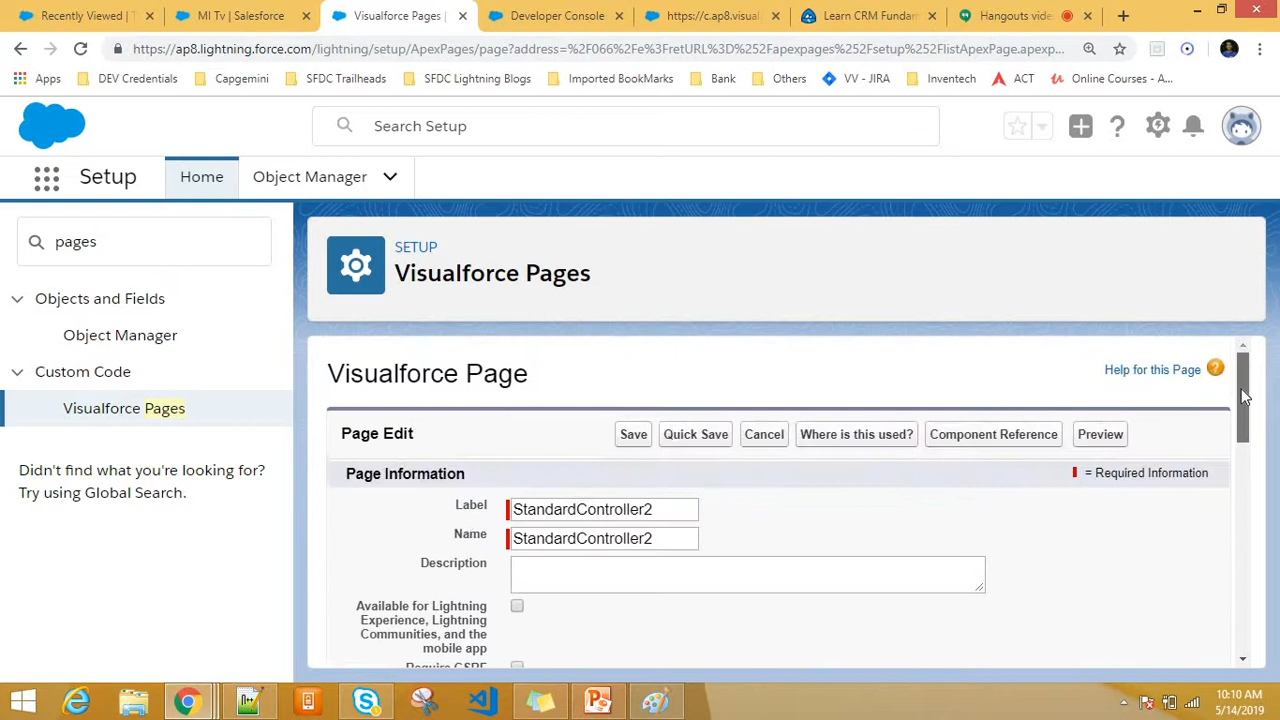 Recently Viewed | T
MI Tv | Salesforce
Visualforce Pages |
Developer Console
https://c.ap8.visual
Learn CRM Fundam
Hangouts vide
https://ap8.lightning.force.com/lightning/setup/ApexPages/page?address=%2F066%2Fe%3FretURL%3D%252Fapexpages%252Fsetup%252FlistApexPage.apexp...
Apps
DEV Credentials
Capgemini
SFDC Trailheads
SFDC Lightning Blogs
Imported BookMarks
Bank
Others
VV - JIRA
Inventech
ACT
Online Courses - A...
Search Setup
Setup
Home
Object Manager
pages
SETUP
Visualforce Pages
Objects and Fields
Object Manager
Custom Code
Visualforce Pages
Didn't find what you're looking for?
Try using Global Search.
Visualforce Page
Help for this Page
Page Edit
Save
Quick Save
Cancel
Where is this used?
Component Reference
Preview
Page Information
= Required Information
Label
StandardController2
Name
StandardController2
Description
Available for Lightning
Experience, Lightning
Communities, and the
mobile app
Require CSRF
10:10 AM
5/14/2019